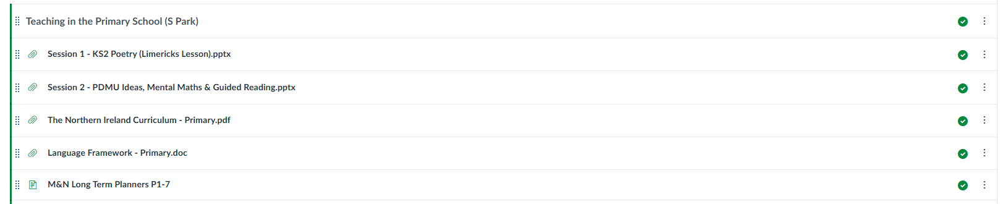 Teaching in the Primary School (S Park)
Session 1 - KS2 Poetry (Limericks Lesson).pptx
Session 2 - PDMU Ideas, Mental Maths & Guided Reading.pptx
The Northern Ireland Curriculum - Primary.pdf
Language Framework - Primary.doc
M&N Long Term Planners P1-7